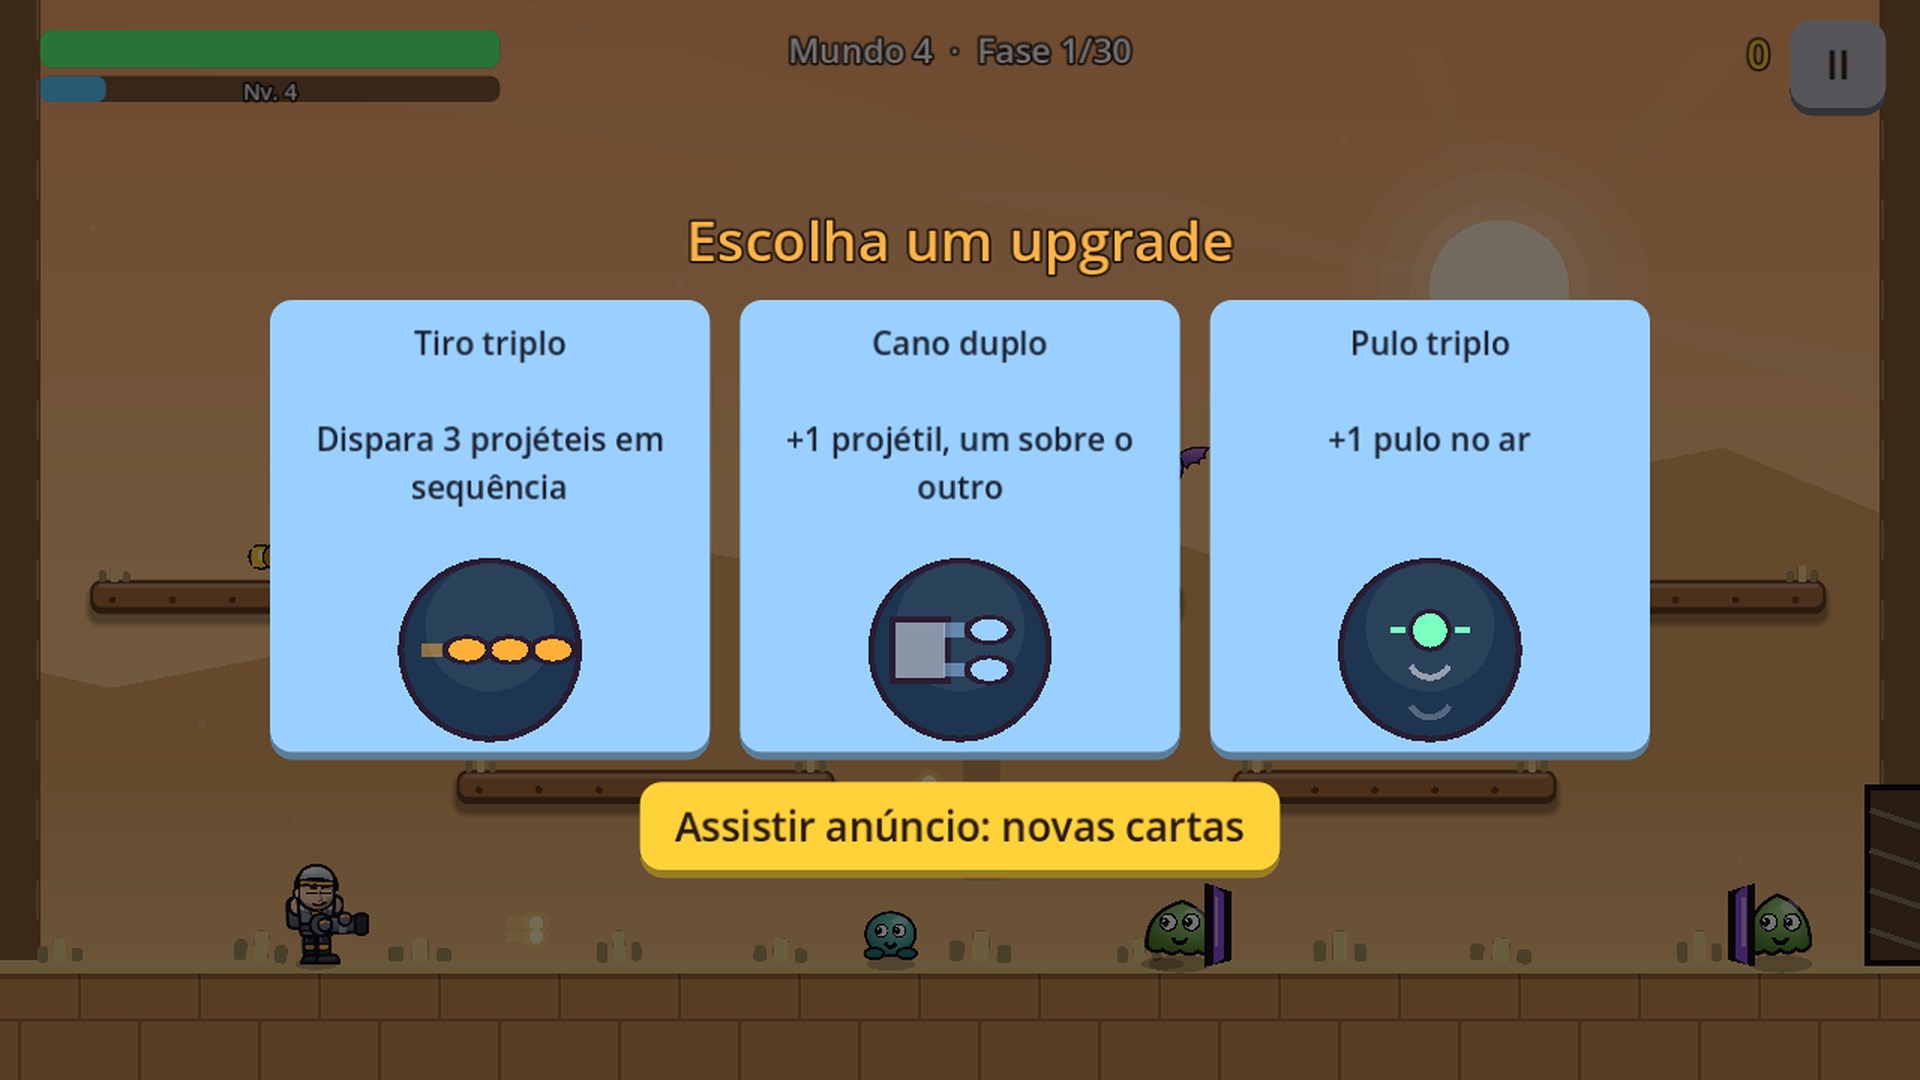 Mundo 4 · Fase 1/30
0
Nv. 4
Escolha um upgrade
Tiro triplo
Dispara 3 projéteis em
sequência
Cano duplo
+1 projétil, um sobre o
outro
Pulo triplo
+1 pulo no ar
Assistir anúncio: novas cartas